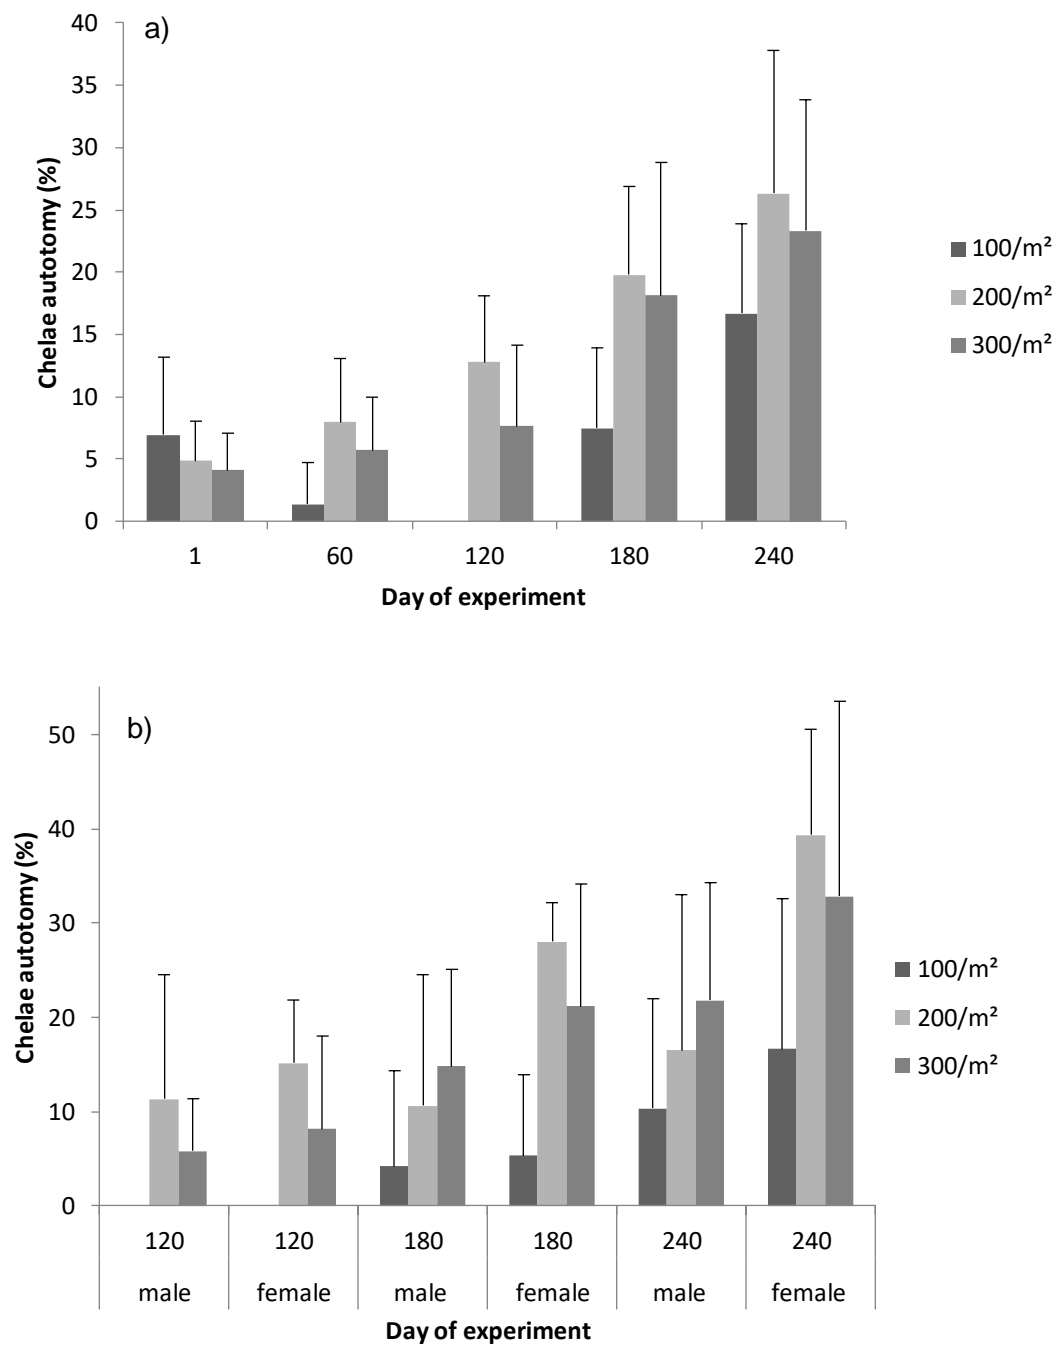 a)
40
35
30
25
20
15
10
5
0
Chelae autotomy (%)
1 60 120 180 240
Day of experiment
100/m²
200/m²
300/m²
b)
50
40
30
20
10
0
Chelae autotomy (%)
120 120 180 180 240 240
male female male female male female
Day of experiment
100/m²
200/m²
300/m²